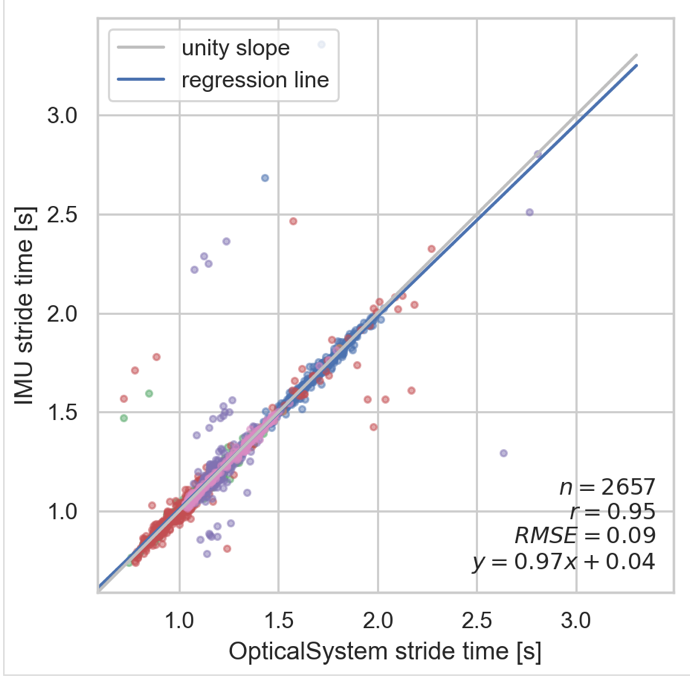 unity slope
regression line
3.0
2.5
2.0
1.5
1.0
IMU stride time [s]
n = 2657
r = 0.95
RMSE = 0.09
y = 0.97x + 0.04
1.0 1.5 2.0 2.5 3.0
OpticalSystem stride time [s]